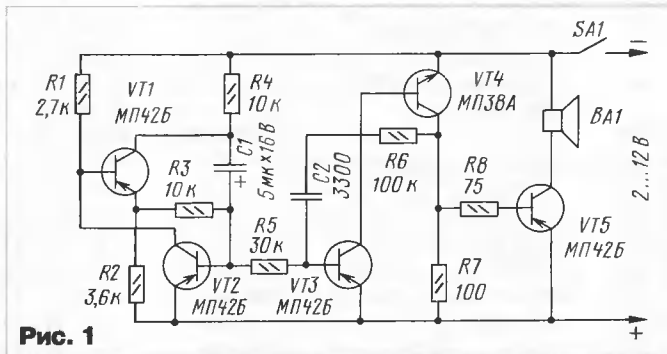 SA1
−
R1
2,7к
VT1
МП42Б
R4
10к
C1
5мк×16В
+
R3
10к
R2
3,6к
VT2
МП42Б
R5
30к
C2
3300
VT3
МП42Б
R6
100к
VT4
МП38А
R8
75
R7
100
BA1
VT5
МП42Б
2...12В
+
Рис. 1